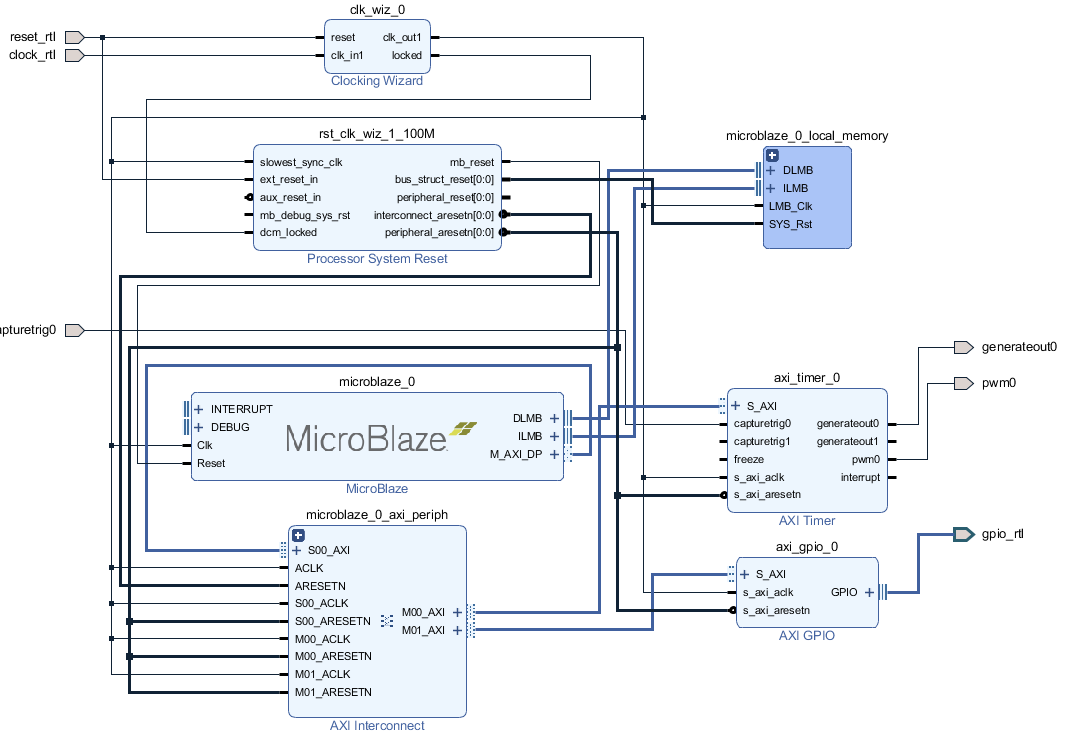 clk_wiz_0
reset_rtl
clock_rtl
reset
clk_in1
clk_out1
locked
Clocking Wizard
rst_clk_wiz_1_100M
slowest_sync_clk
ext_reset_in
aux_reset_in
mb_debug_sys_rst
dcm_locked
mb_reset
bus_struct_reset[0:0]
peripheral_reset[0:0]
interconnect_aresetn[0:0]
peripheral_aresetn[0:0]
Processor System Reset
microblaze_0_local_memory
DLMB
ILMB
LMB_Clk
SYS_Rst
apturetrig0
microblaze_0
INTERRUPT
DEBUG
Clk
Reset
MicroBlaze
DLMB
ILMB
M_AXI_DP
MicroBlaze
axi_timer_0
S_AXI
capturetrig0
capturetrig1
freeze
s_axi_aclk
s_axi_aresetn
generateout0
generateout1
pwm0
interrupt
AXI Timer
generateout0
pwm0
microblaze_0_axi_periph
S00_AXI
ACLK
ARESETN
S00_ACLK
S00_ARESETN
M00_ACLK
M00_ARESETN
M01_ACLK
M01_ARESETN
M00_AXI
M01_AXI
AXI Interconnect
axi_gpio_0
S_AXI
s_axi_aclk
s_axi_aresetn
GPIO
AXI GPIO
gpio_rtl